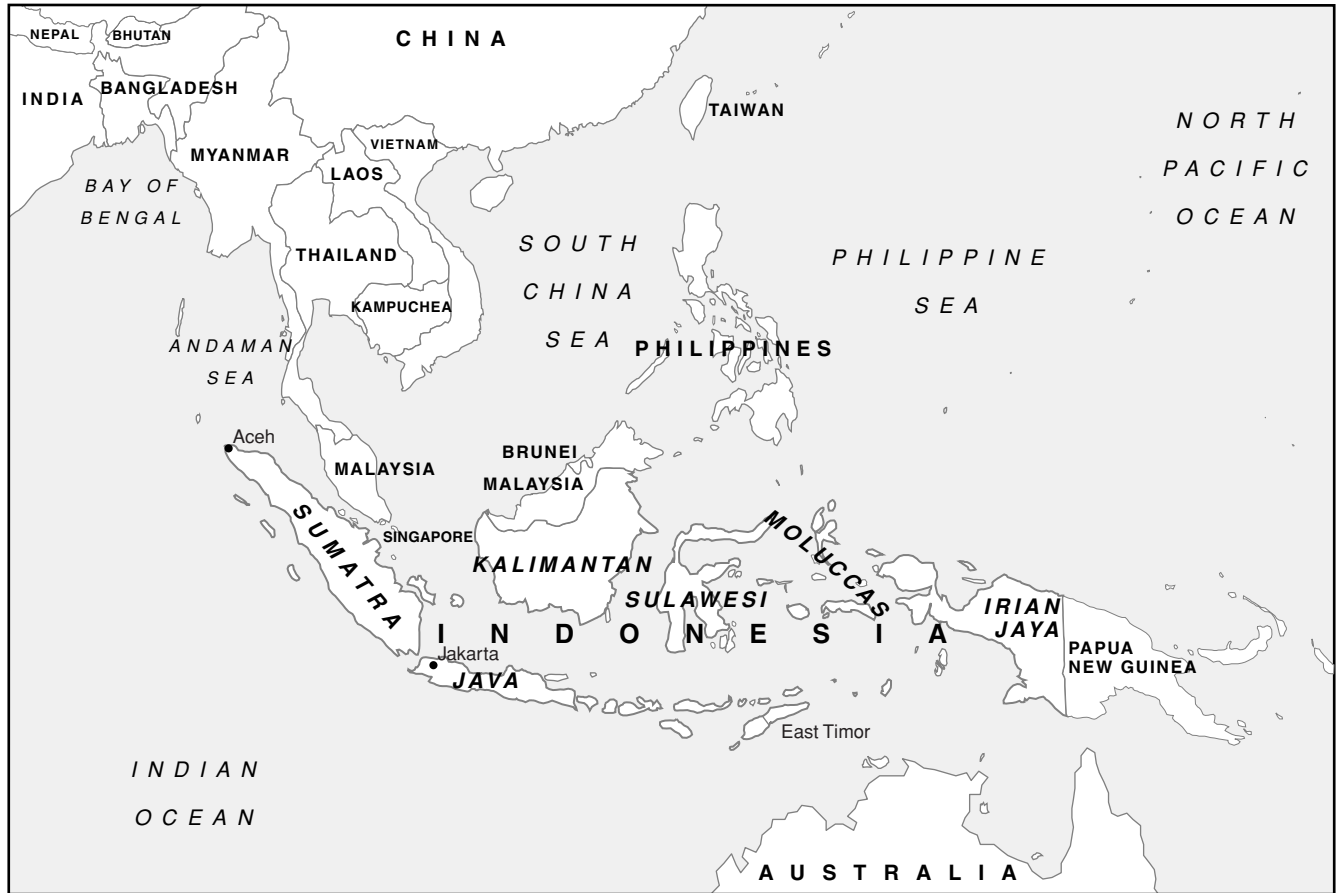 NEPAL
BHUTAN
CHINA
BANGLADESH
INDIA
TAIWAN
NORTH
PACIFIC
OCEAN
VIETNAM
MYANMAR
LAOS
BAY OF
BENGAL
THAILAND
SOUTH
CHINA
SEA
PHILIPPINE
SEA
KAMPUCHEA
ANDAMAN
SEA
PHILIPPINES
Aceh
BRUNEI
MALAYSIA
MALAYSIA
SINGAPORE
SUMATRA
KALIMANTAN
MOLUCCAS
SULAWESI
IRIAN
JAYA
INDONESIA
PAPUA
NEW GUINEA
Jakarta
JAVA
East Timor
INDIAN
OCEAN
AUSTRALIA